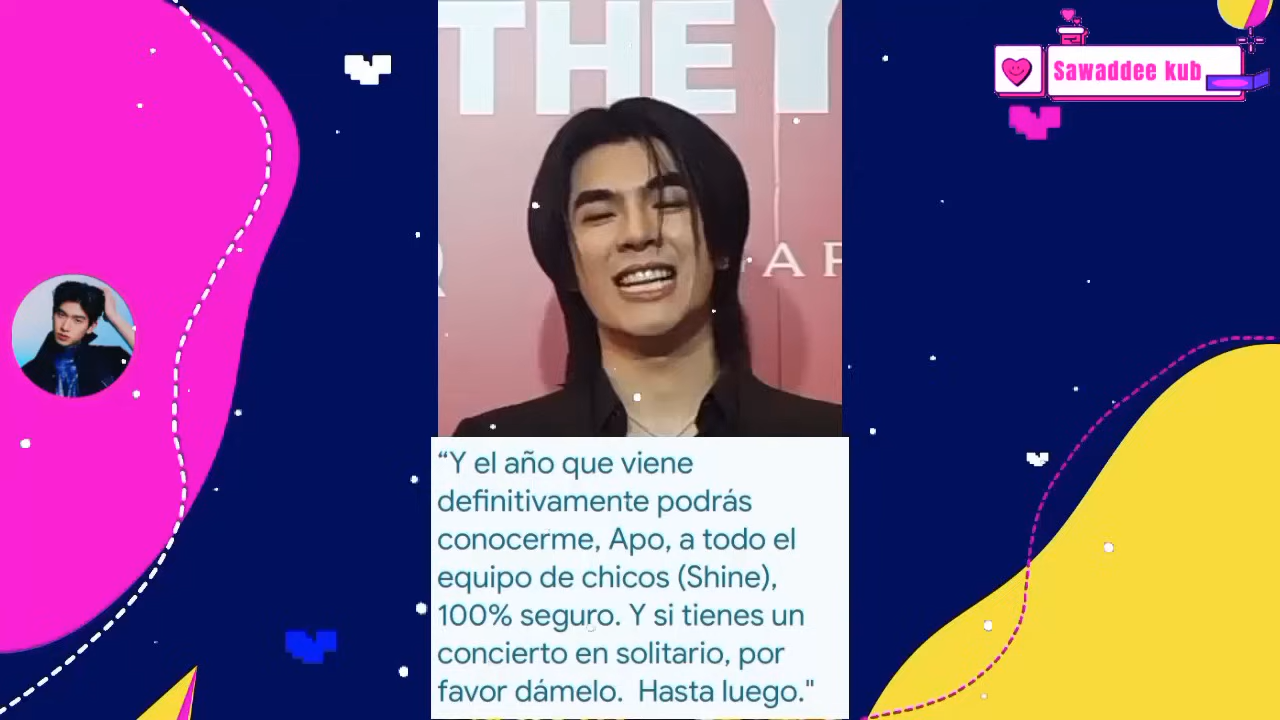 THE Y
Sawaddee kub
A P
“Y el año que viene
definitivamente podrás
conocerme, Apo, a todo el
equipo de chicos (Shine),
100% seguro. Y si tienes un
concierto en solitario, por
favor dámelo.  Hasta luego."